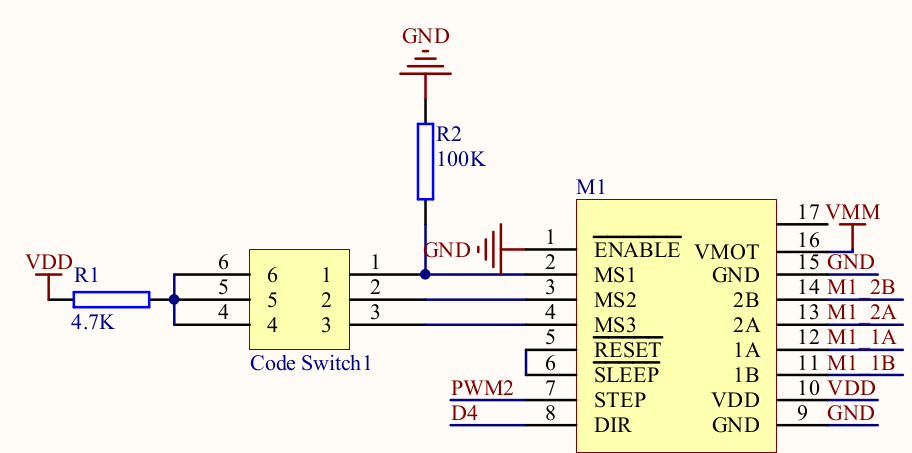 GND
R2
100K
M1
VDD
R1
4.7K
6
5
4
6 1
5 2
4 3
1
2
3
Code Switch1
GND
1
2
3
4
5
6
7
8
PWM2
D4
ENABLE
MS1
MS2
MS3
RESET
SLEEP
STEP
DIR
VMOT
GND
2B
2A
1A
1B
VDD
GND
17 VMM
16
15 GND
14 M1_2B
13 M1_2A
12 M1_1A
11 M1_1B
10 VDD
9 GND